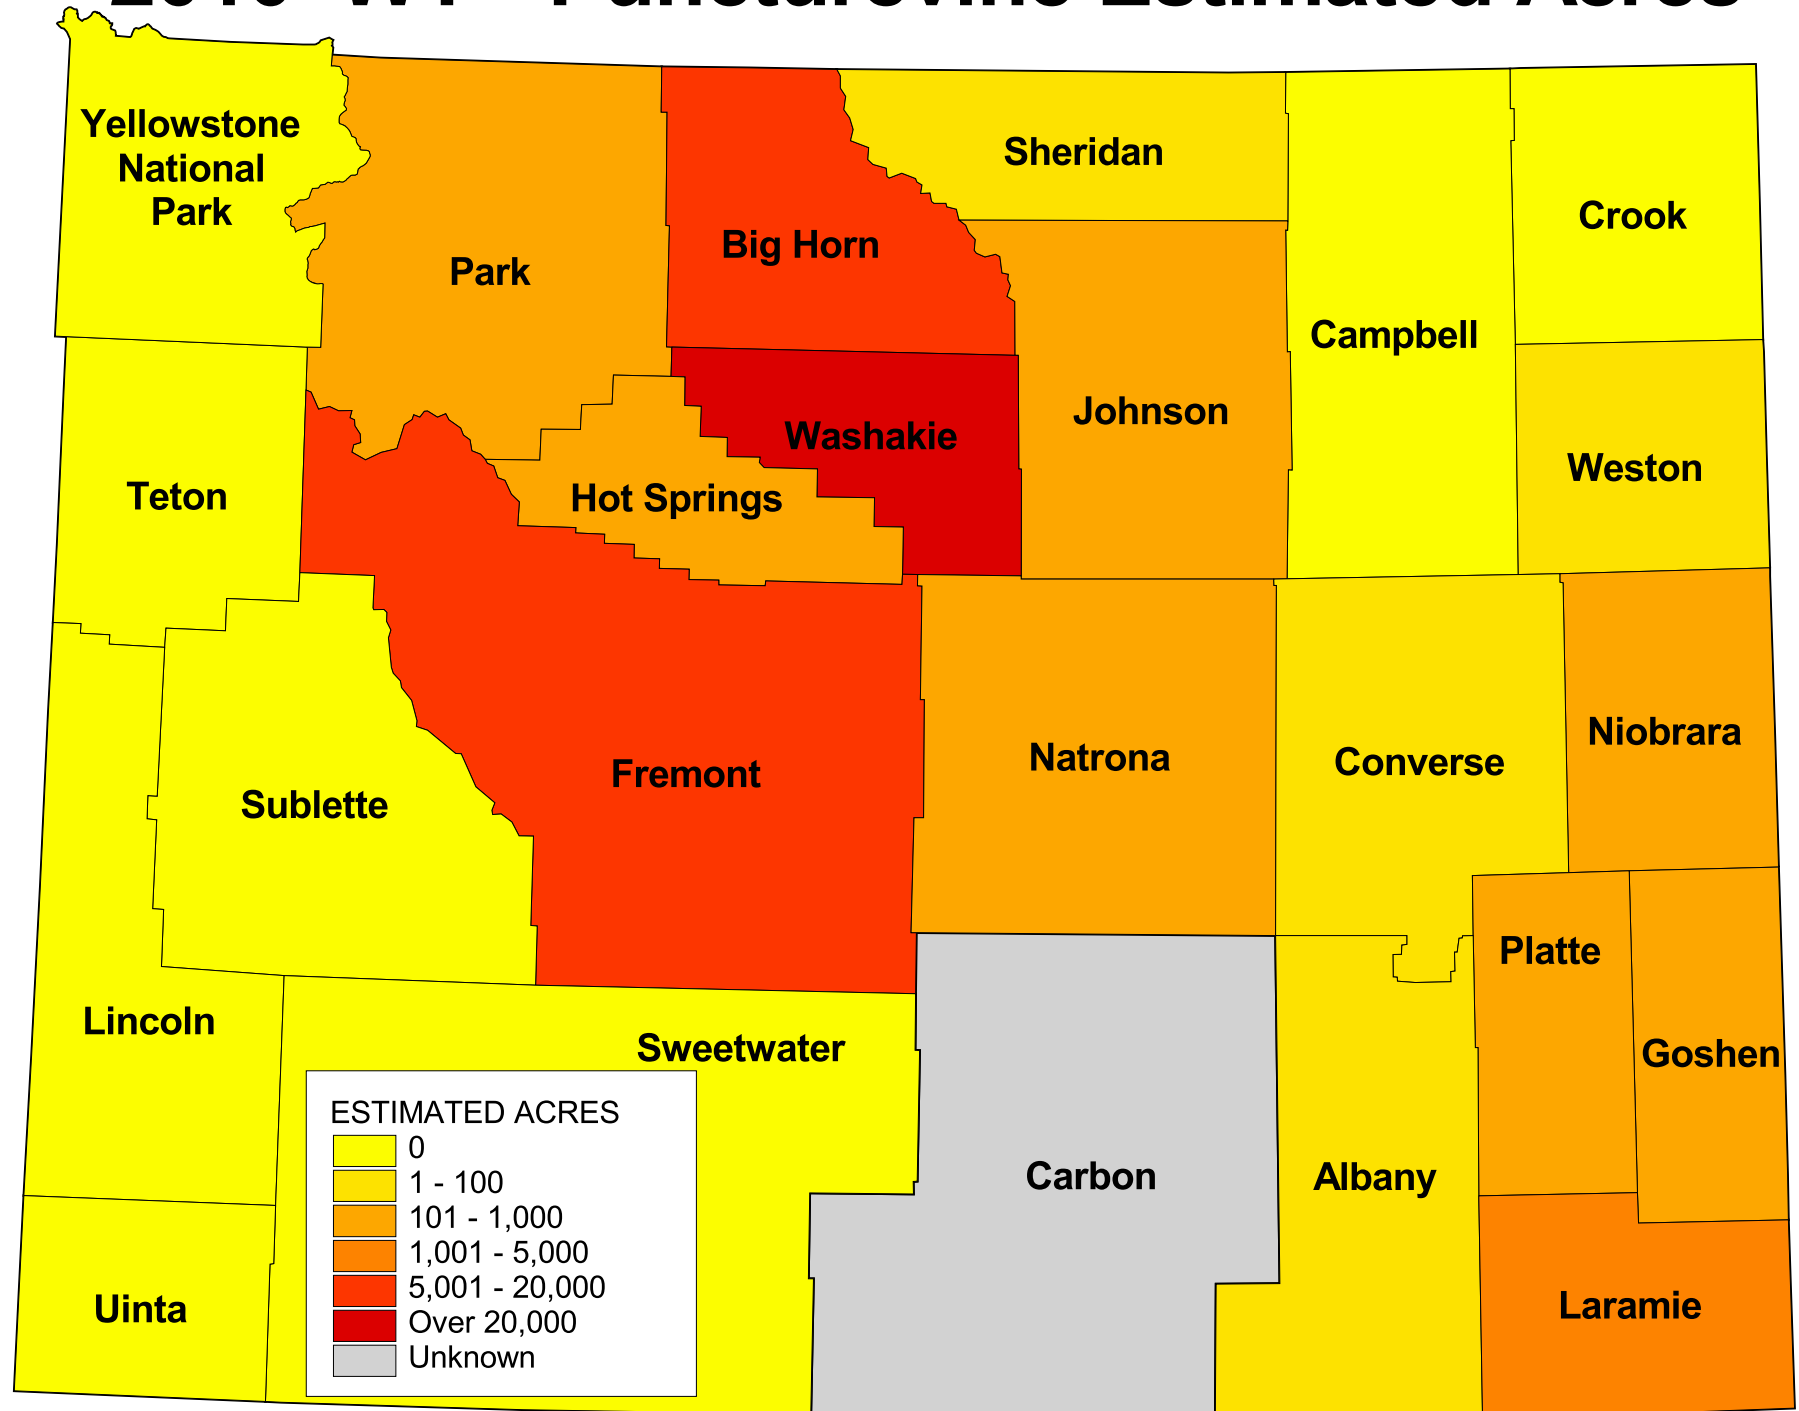 Estimated Acres
Yellowstone
National
Park
Park
Big Horn
Sheridan
Crook
Campbell
Johnson
Washakie
Weston
Teton
Hot Springs
Niobrara
Natrona
Converse
Fremont
Sublette
Platte
Lincoln
Sweetwater
Goshen
Carbon
Albany
Uinta
Laramie
ESTIMATED ACRES
0
1 - 100
101 - 1,000
1,001 - 5,000
5,001 - 20,000
Over 20,000
Unknown